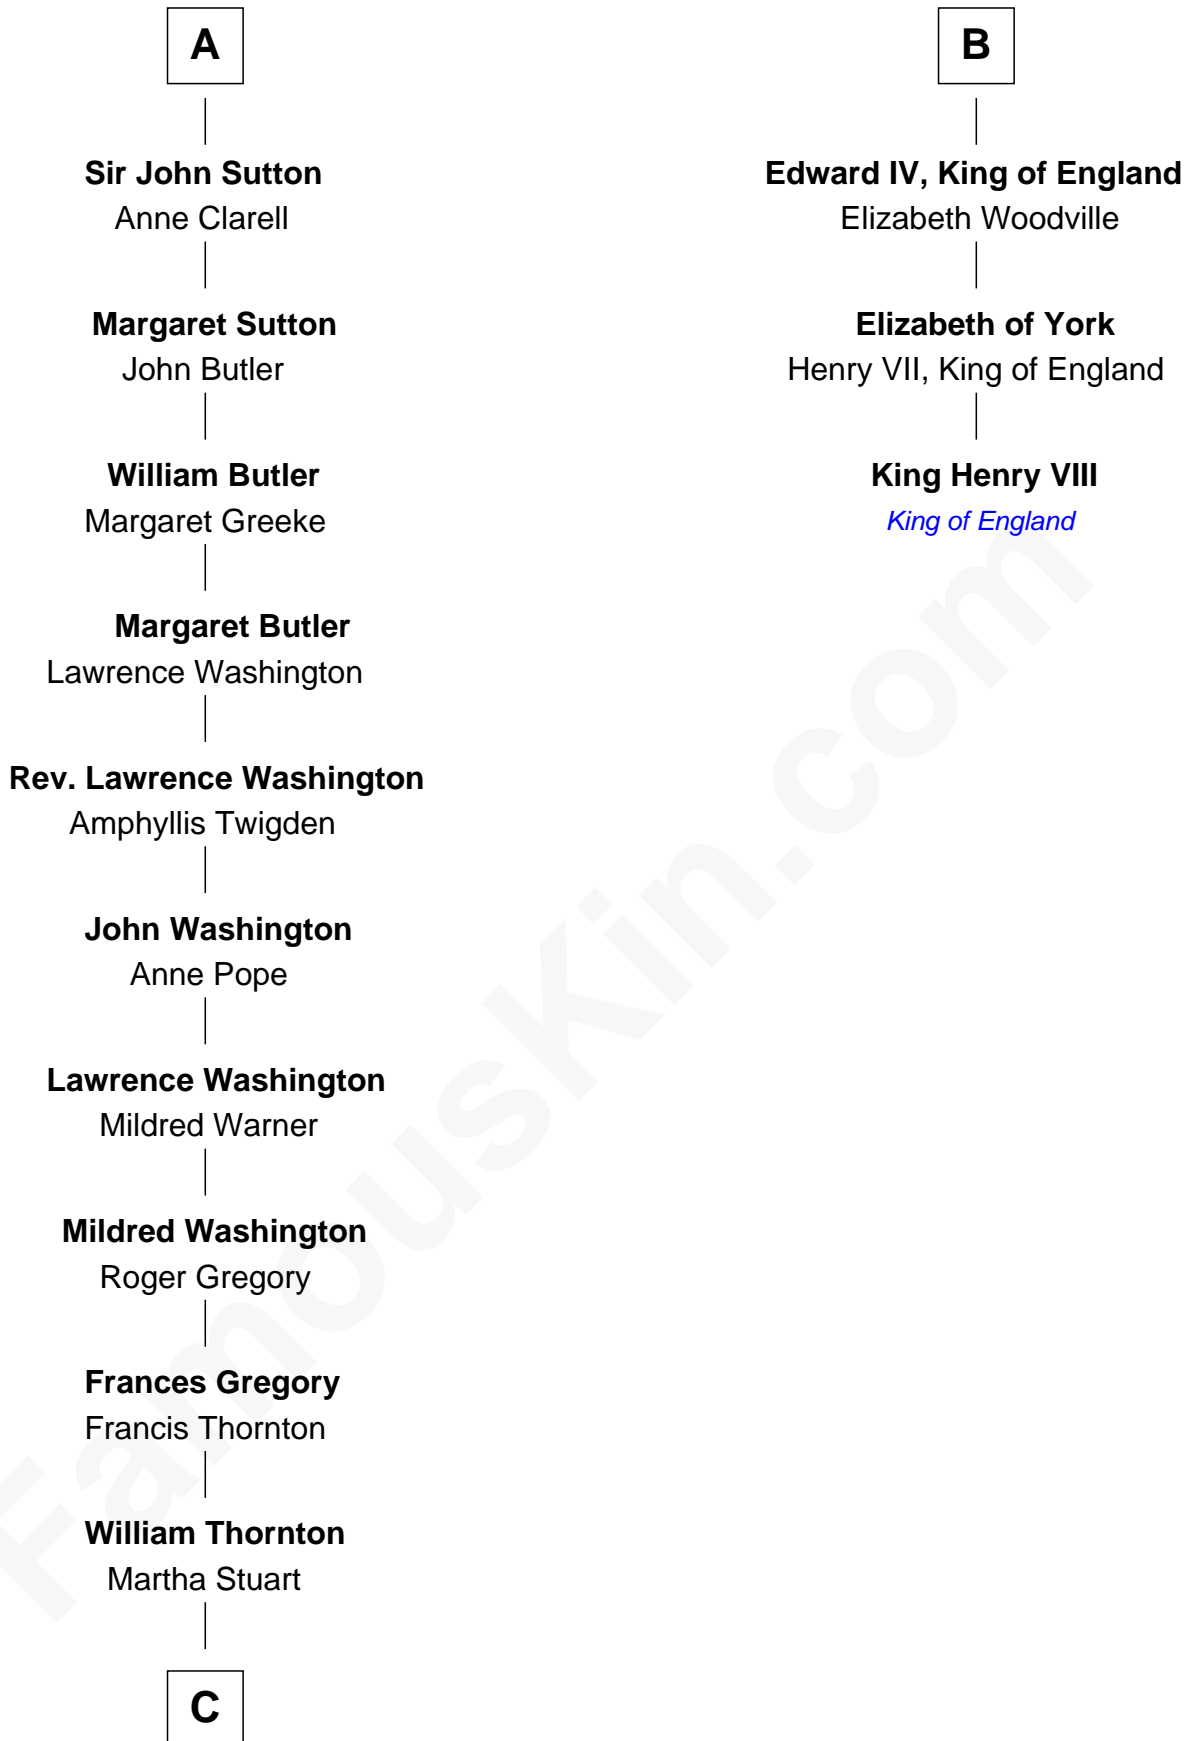 A
Sir John Sutton
Anne Clarell
Margaret Sutton
John Butler
William Butler
Margaret Greeke
Margaret Butler
Lawrence Washington
Rev. Lawrence Washington
Amphyllis Twigden
John Washington
Anne Pope
Lawrence Washington
Mildred Warner
Mildred Washington
Roger Gregory
Frances Gregory
Francis Thornton
William Thornton
Martha Stuart
C
B
Edward IV, King of England
Elizabeth Woodville
Elizabeth of York
Henry VII, King of England
King Henry VIII
King of England
FamousKin.com